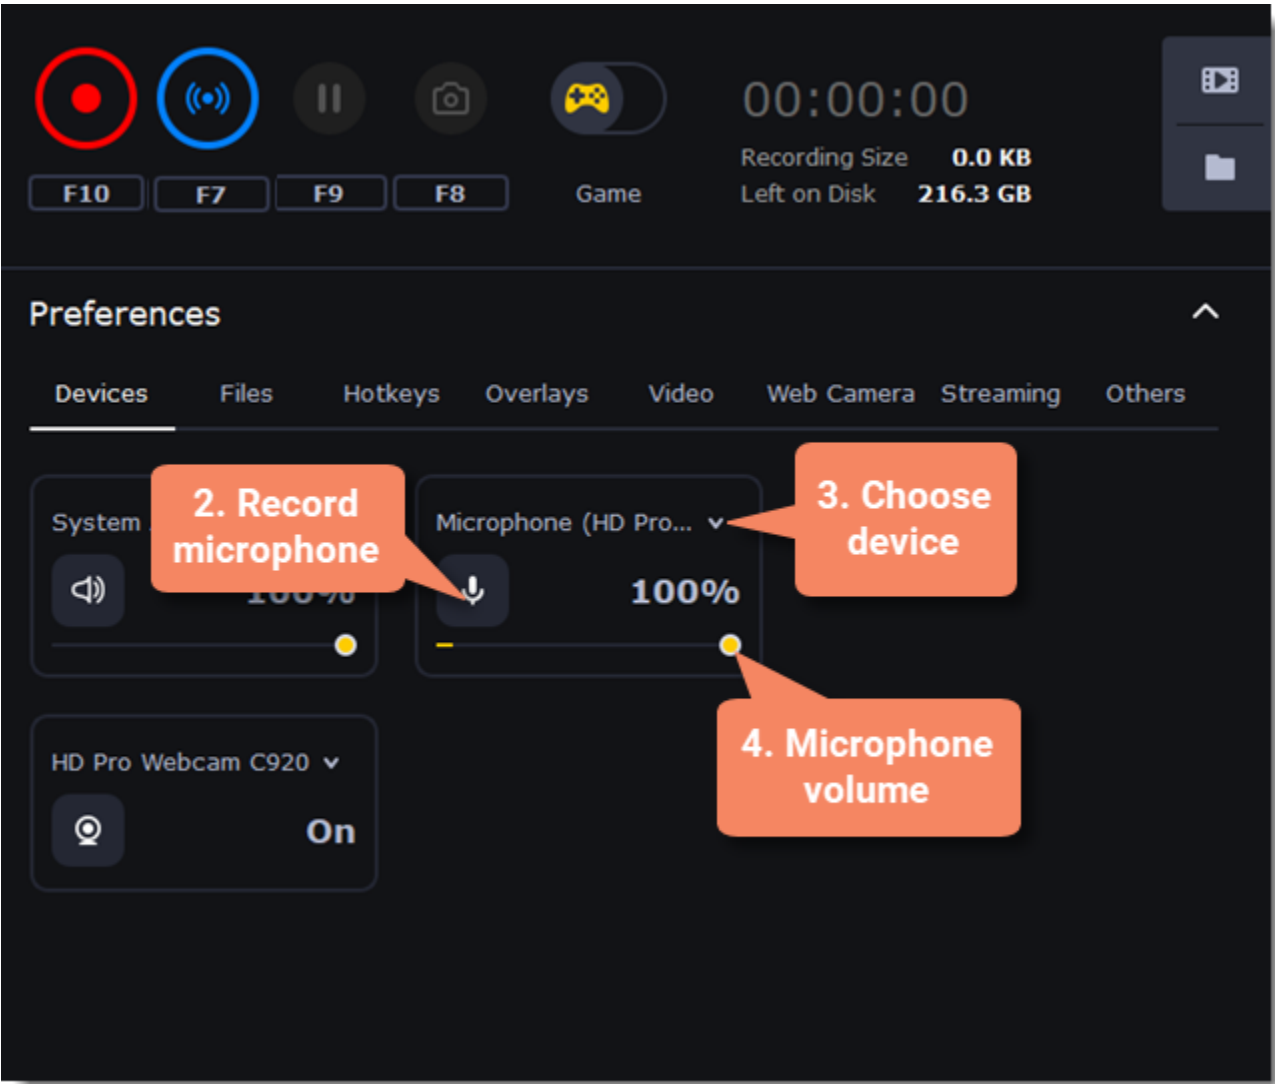 00:00:00
Recording Size 0.0 KB
F10 F7 F9 F8 Game Left on Disk 216.3 GB
Preferences
Devices Files Hotkeys Overlays Video Web Camera Streaming Others
System
2. Record
microphone
Microphone (HD Pro...
3. Choose
device
100%
100%
4. Microphone
volume
HD Pro Webcam C920
On